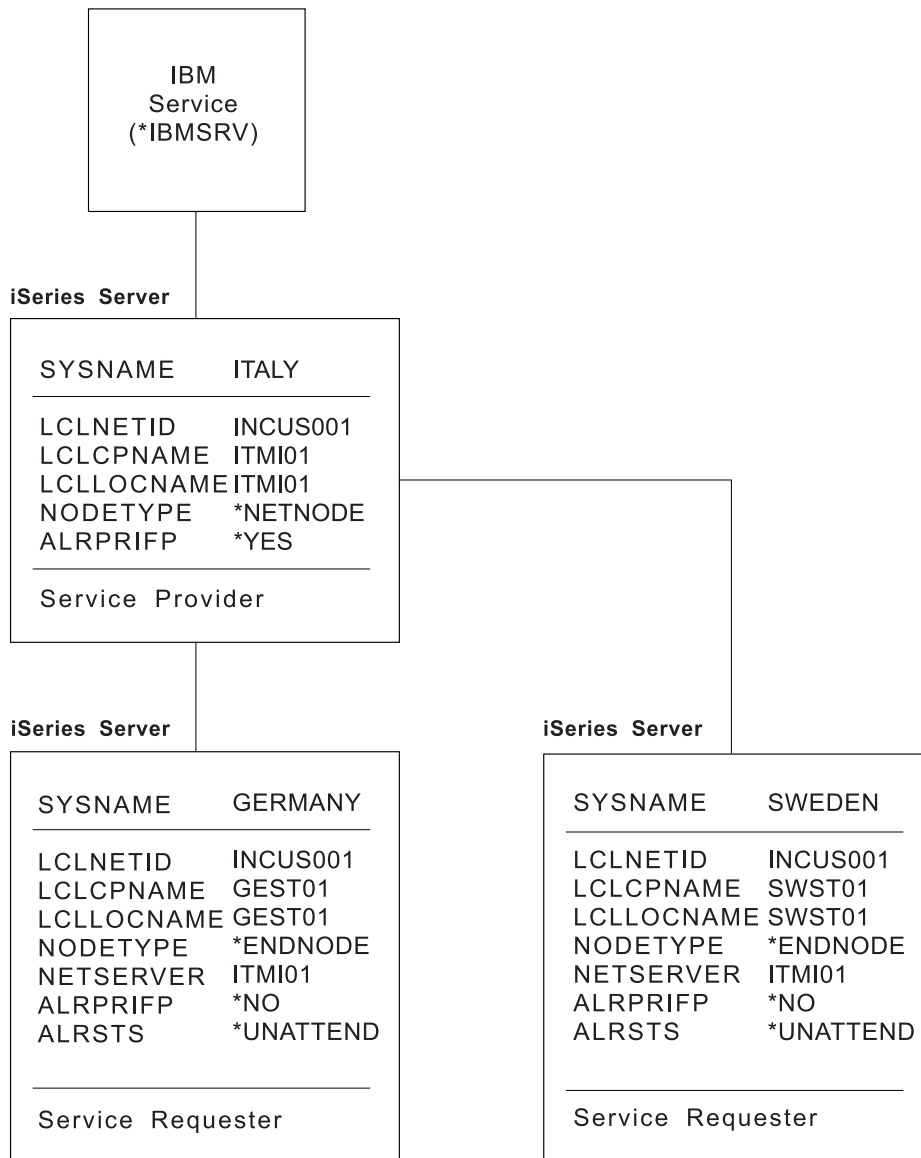 IBM
Service
(*IBMSRV)
iSeries Server
SYSNAME ITALY
LCLNETID INCUS001
LCLCPNAME ITMI01
LCLLOCNAME ITMI01
NODETYPE *NETNODE
ALRPRIFP *YES
Service Provider
iSeries Server
SYSNAME GERMANY
LCLNETID INCUS001
LCLCPNAME GEST01
LCLLOCNAME GEST01
NODETYPE *ENDNODE
NETSERVER ITMI01
ALRPRIFP *NO
ALRSTS *UNATTEND
Service Requester
iSeries Server
SYSNAME SWEDEN
LCLNETID INCUS001
LCLCPNAME SWST01
LCLLOCNAME SWST01
NODETYPE *ENDNODE
NETSERVER ITMI01
ALRPRIFP *NO
ALRSTS *UNATTEND
Service Requester